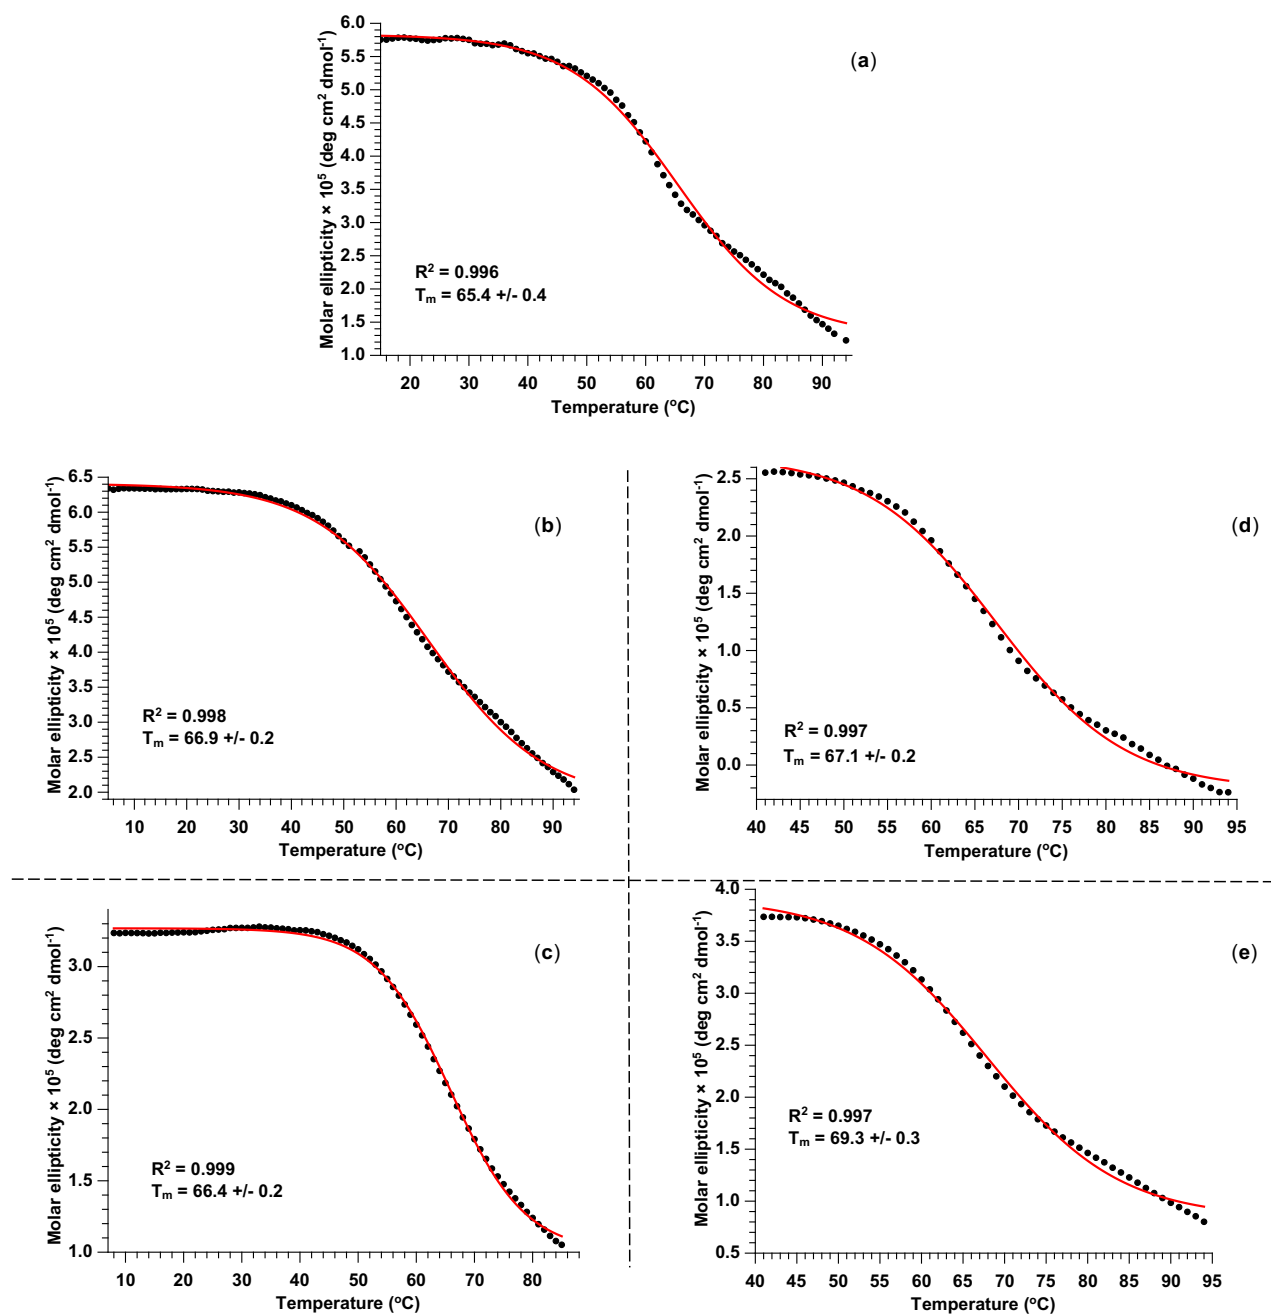 (a)
Molar ellipticity × 10⁵ (deg cm² dmol⁻¹)
6.0
5.5
5.0
4.5
4.0
3.5
3.0
2.5
2.0
1.5
1.0
R² = 0.996
Tₘ = 65.4 +/- 0.4
20 30 40 50 60 70 80 90
Temperature (°C)
(b)
Molar ellipticity × 10⁵ (deg cm² dmol⁻¹)
6.5
6.0
5.5
5.0
4.5
4.0
3.5
3.0
2.5
2.0
R² = 0.998
Tₘ = 66.9 +/- 0.2
10 20 30 40 50 60 70 80 90
Temperature (°C)
(d)
Molar ellipticity × 10⁵ (deg cm² dmol⁻¹)
2.5
2.0
1.5
1.0
0.5
0.0
R² = 0.997
Tₘ = 67.1 +/- 0.2
40 45 50 55 60 65 70 75 80 85 90 95
Temperature (°C)
(c)
Molar ellipticity × 10⁵ (deg cm² dmol⁻¹)
3.0
2.5
2.0
1.5
1.0
R² = 0.999
Tₘ = 66.4 +/- 0.2
10 20 30 40 50 60 70 80
Temperature (°C)
(e)
Molar ellipticity × 10⁵ (deg cm² dmol⁻¹)
4.0
3.5
3.0
2.5
2.0
1.5
1.0
0.5
R² = 0.997
Tₘ = 69.3 +/- 0.3
40 45 50 55 60 65 70 75 80 85 90 95
Temperature (°C)